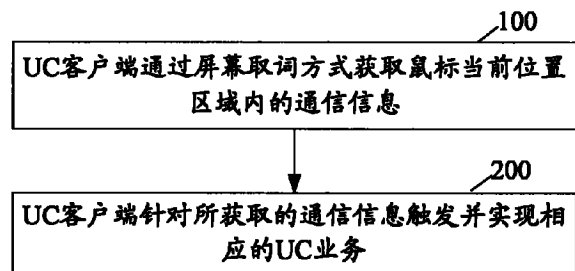 100
UC客户端通过屏幕取词方式获取鼠标当前位置
区域内的通信信息
200
UC客户端针对所获取的通信信息触发并实现相
应的UC业务